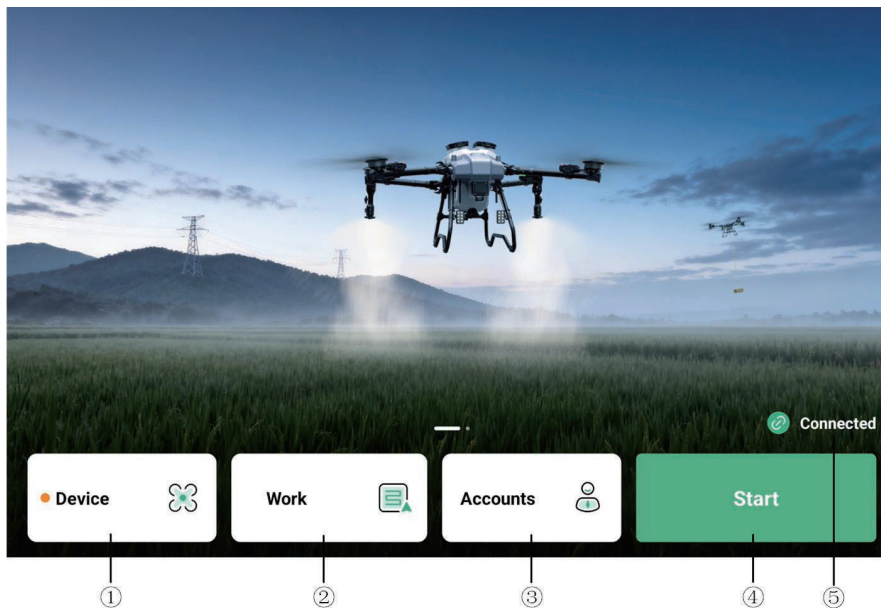 Connected
Device
Work
Accounts
Start
①
②
③
④
⑤